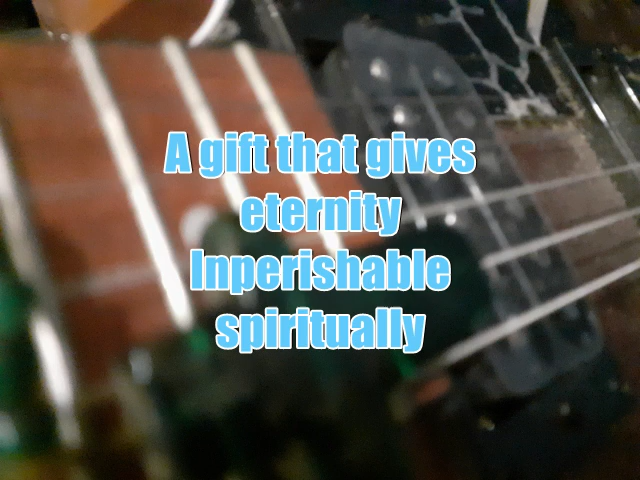 A gift that gives
eternity
Inperishable
spiritually